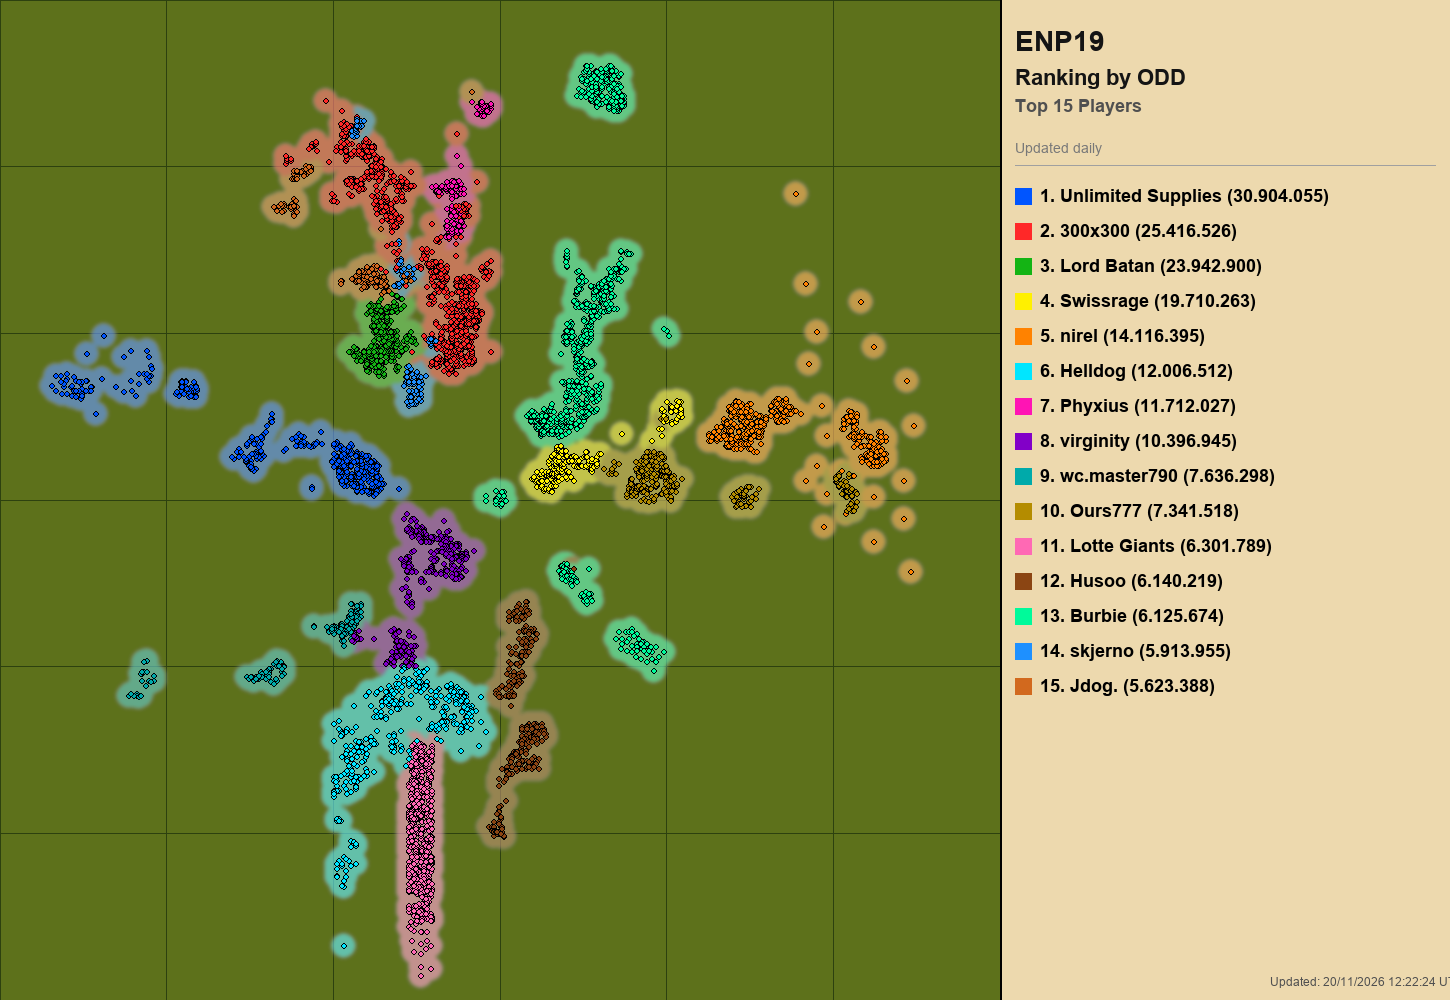 ENP19
Ranking by ODD
Top 15 Players
Updated daily
1. Unlimited Supplies (30.904.055)
2. 300x300 (25.416.526)
3. Lord Batan (23.942.900)
4. Swissrage (19.710.263)
5. nirel (14.116.395)
6. Helldog (12.006.512)
7. Phyxius (11.712.027)
8. virginity (10.396.945)
9. wc.master790 (7.636.298)
10. Ours777 (7.341.518)
11. Lotte Giants (6.301.789)
12. Husoo (6.140.219)
13. Burbie (6.125.674)
14. skjerno (5.913.955)
15. Jdog. (5.623.388)
Updated: 20/11/2026 12:22:24